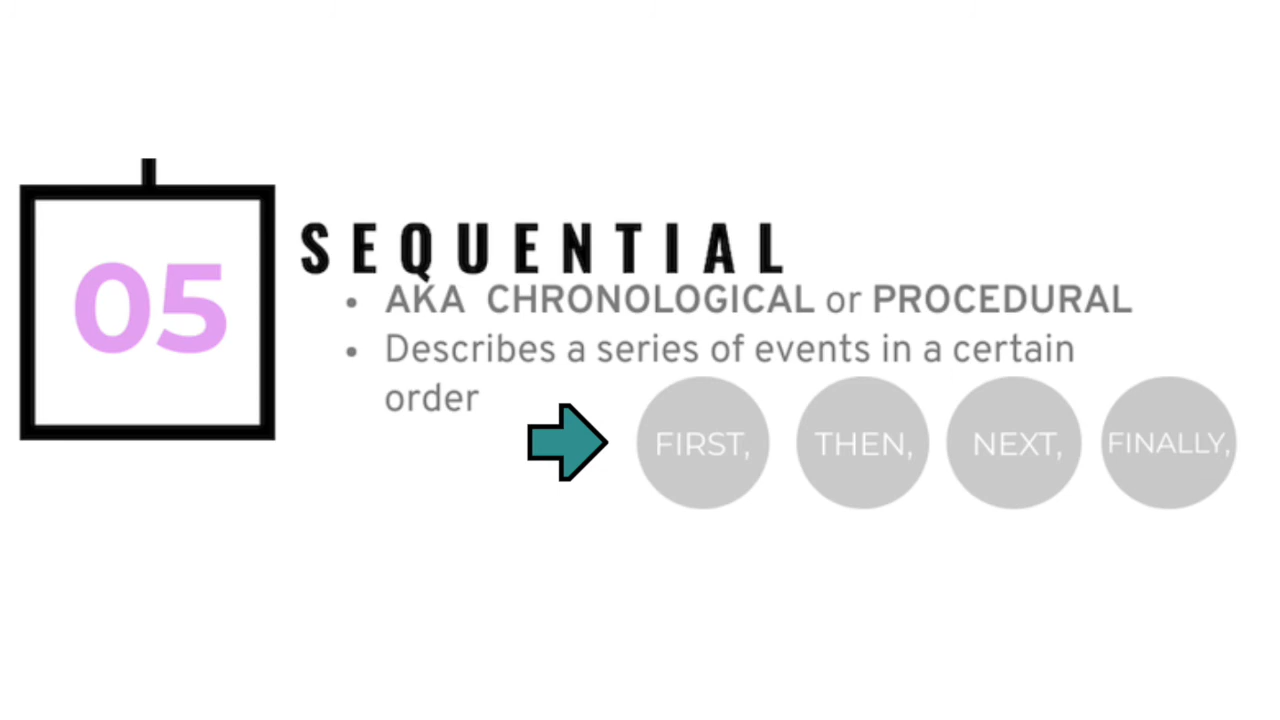 05
SEQUENTIAL
• AKA CHRONOLOGICAL or PROCEDURAL
• Describes a series of events in a certain
order
FIRST, THEN, NEXT, FINALLY,